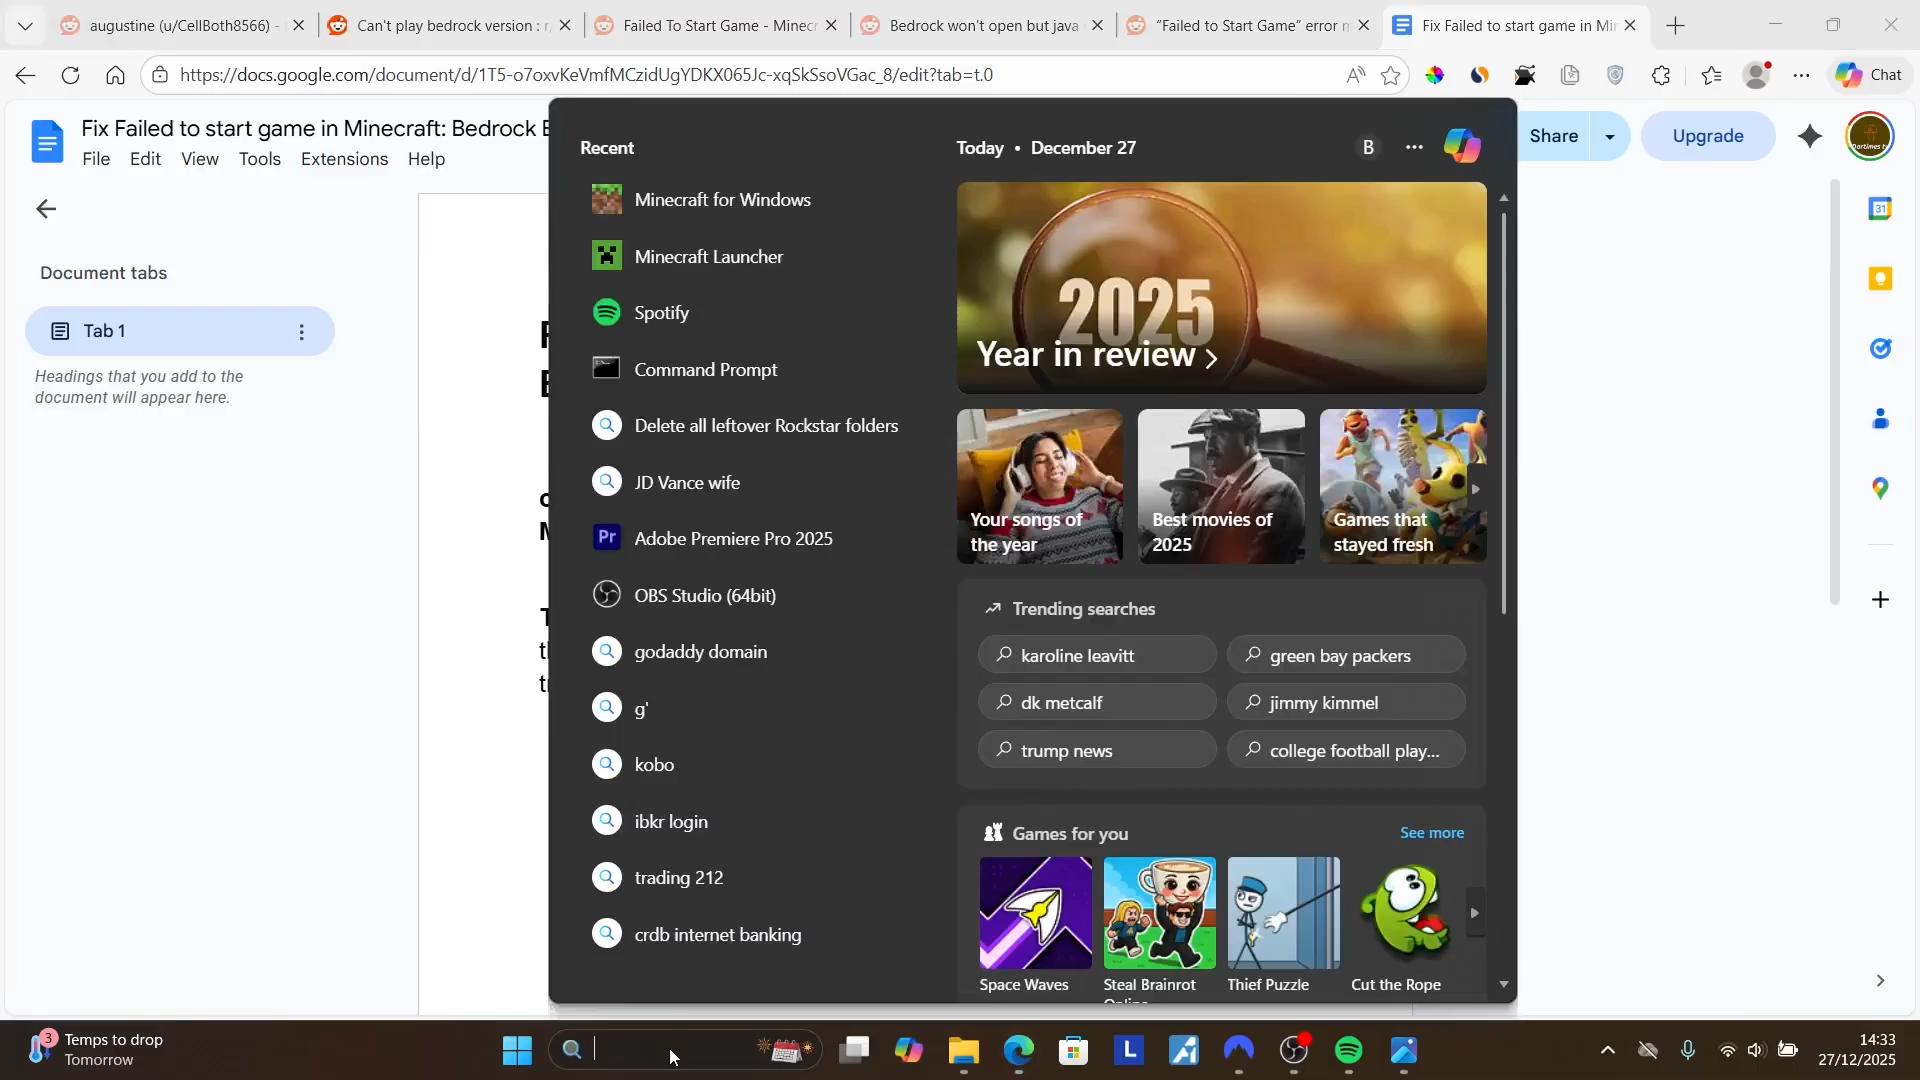 augustine (u/CellBoth8566) -
Can't play bedrock version : r/
Failed To Start Game - Minecr
Bedrock won't open but java
"Failed to Start Game" error m
Fix Failed to start game in Min
https://docs.google.com/document/d/1T5-o7oxvKeVmfMCzidUgYDKX065Jc-xqSkSsoVGac_8/edit?tab=t.0
Chat
Fix Failed to start game in Minecraft: Bedrock E
File Edit View Tools Extensions Help
Share
Upgrade
Document tabs
Tab 1
Headings that you add to the
document will appear here.
Recent
Minecraft for Windows
Minecraft Launcher
Spotify
Command Prompt
Delete all leftover Rockstar folders
JD Vance wife
Pr
Adobe Premiere Pro 2025
OBS Studio (64bit)
godaddy domain
g'
kobo
ibkr login
trading 212
crdb internet banking
Today • December 27
B
2025
Year in review
Your songs of
the year
Best movies of
2025
Games that
stayed fresh
Trending searches
karoline leavitt
green bay packers
dk metcalf
jimmy kimmel
trump news
college football play...
Games for you
See more
Space Waves
Steal Brainrot
Online
Thief Puzzle
Cut the Rope
31
3
Temps to drop
Tomorrow
L
14:33
27/12/2025